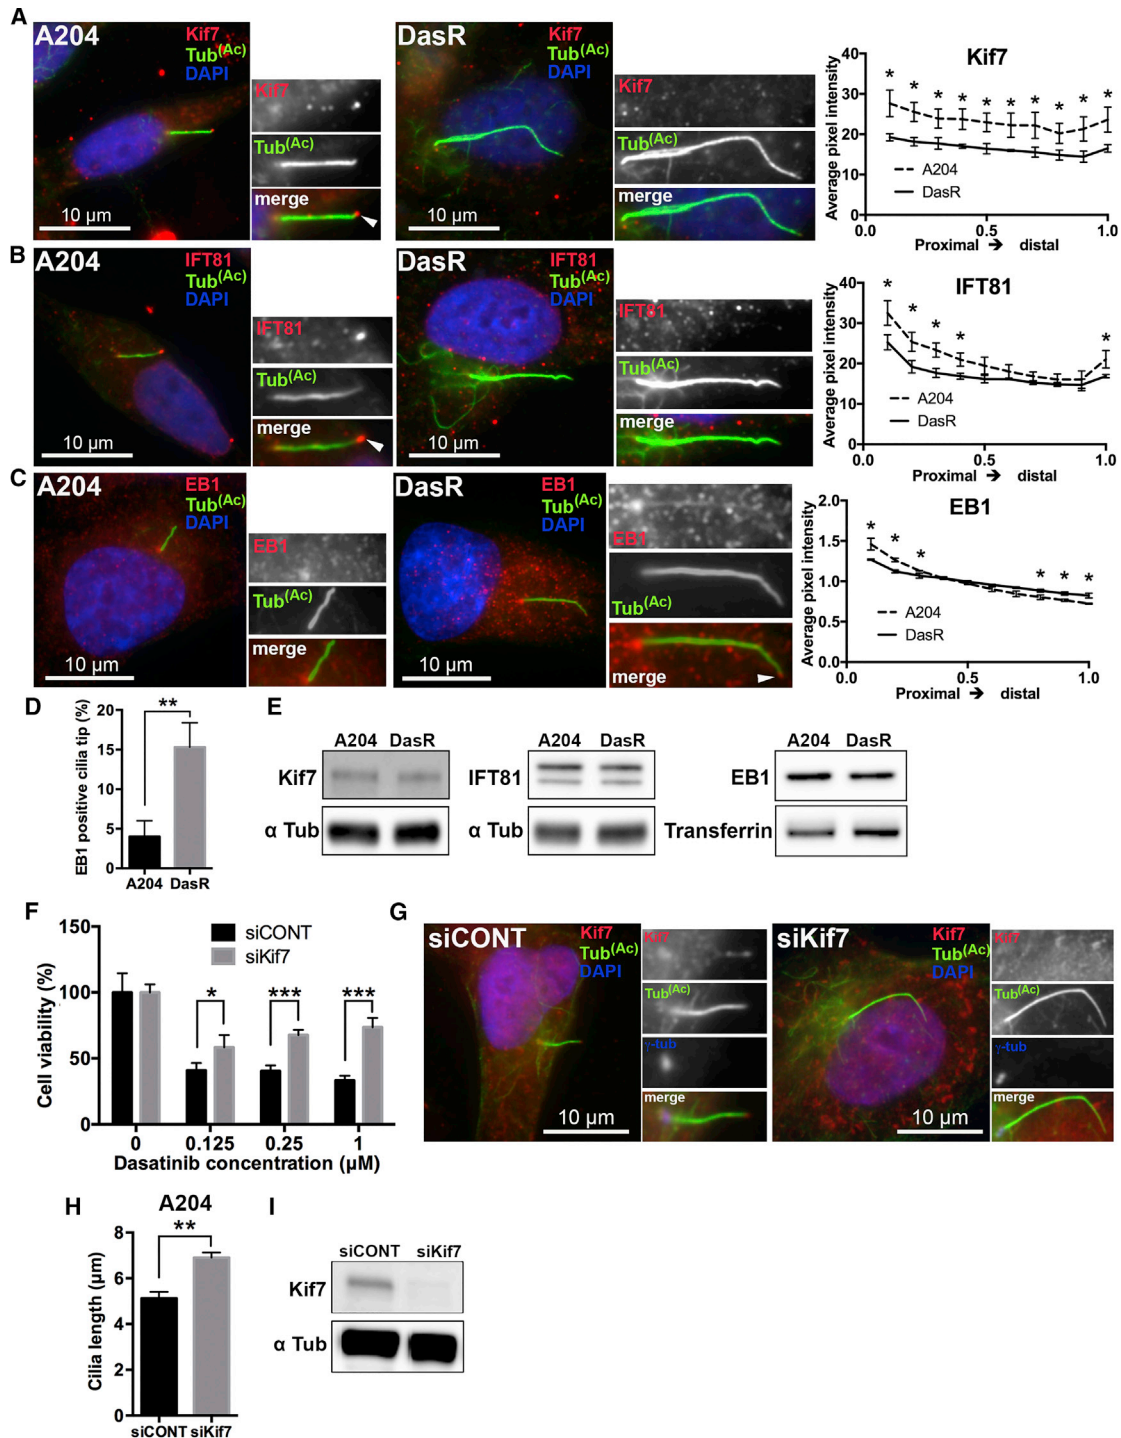 A
A204
Kif7
Tub(Ac)
DAPI
10 µm
Kif7
Tub(Ac)
merge
DasR
Kif7
Tub(Ac)
DAPI
10 µm
Kif7
Tub(Ac)
merge
Kif7
Average pixel intensity
40
30
20
10
0
* * * * * * * * * *
A204
DasR
0.0 0.5 1.0
Proximal ➔ distal
B
A204
IFT81
Tub(Ac)
DAPI
10 µm
IFT81
Tub(Ac)
merge
DasR
IFT81
Tub(Ac)
DAPI
10 µm
IFT81
Tub(Ac)
merge
IFT81
Average pixel intensity
40
30
20
10
0
* * * * *
A204
DasR
0.0 0.5 1.0
Proximal ➔ distal
C
A204
EB1
Tub(Ac)
DAPI
10 µm
EB1
Tub(Ac)
merge
DasR
EB1
Tub(Ac)
DAPI
10 µm
EB1
Tub(Ac)
merge
EB1
Average pixel intensity
2.0
1.5
1.0
0.5
0.0
* * * * * *
A204
DasR
0.0 0.5 1.0
Proximal ➔ distal
D
EB1 positive cilia tip (%)
20
15
10
5
0
**
A204 DasR
E
A204 DasR
Kif7
α Tub
A204 DasR
IFT81
α Tub
A204 DasR
EB1
Transferrin
F
Cell viability (%)
150
100
50
0
siCONT
siKif7
* *** ***
0 0.125 0.25 1
Dasatinib concentration (µM)
G
siCONT
Kif7
Tub(Ac)
DAPI
10 µm
Kif7
Tub(Ac)
γ-tub
merge
siKif7
Kif7
Tub(Ac)
DAPI
10 µm
Kif7
Tub(Ac)
γ-tub
merge
H
A204
Cilia length (µm)
8
6
4
2
0
**
siCONT siKif7
I
siCONT siKif7
Kif7
α Tub